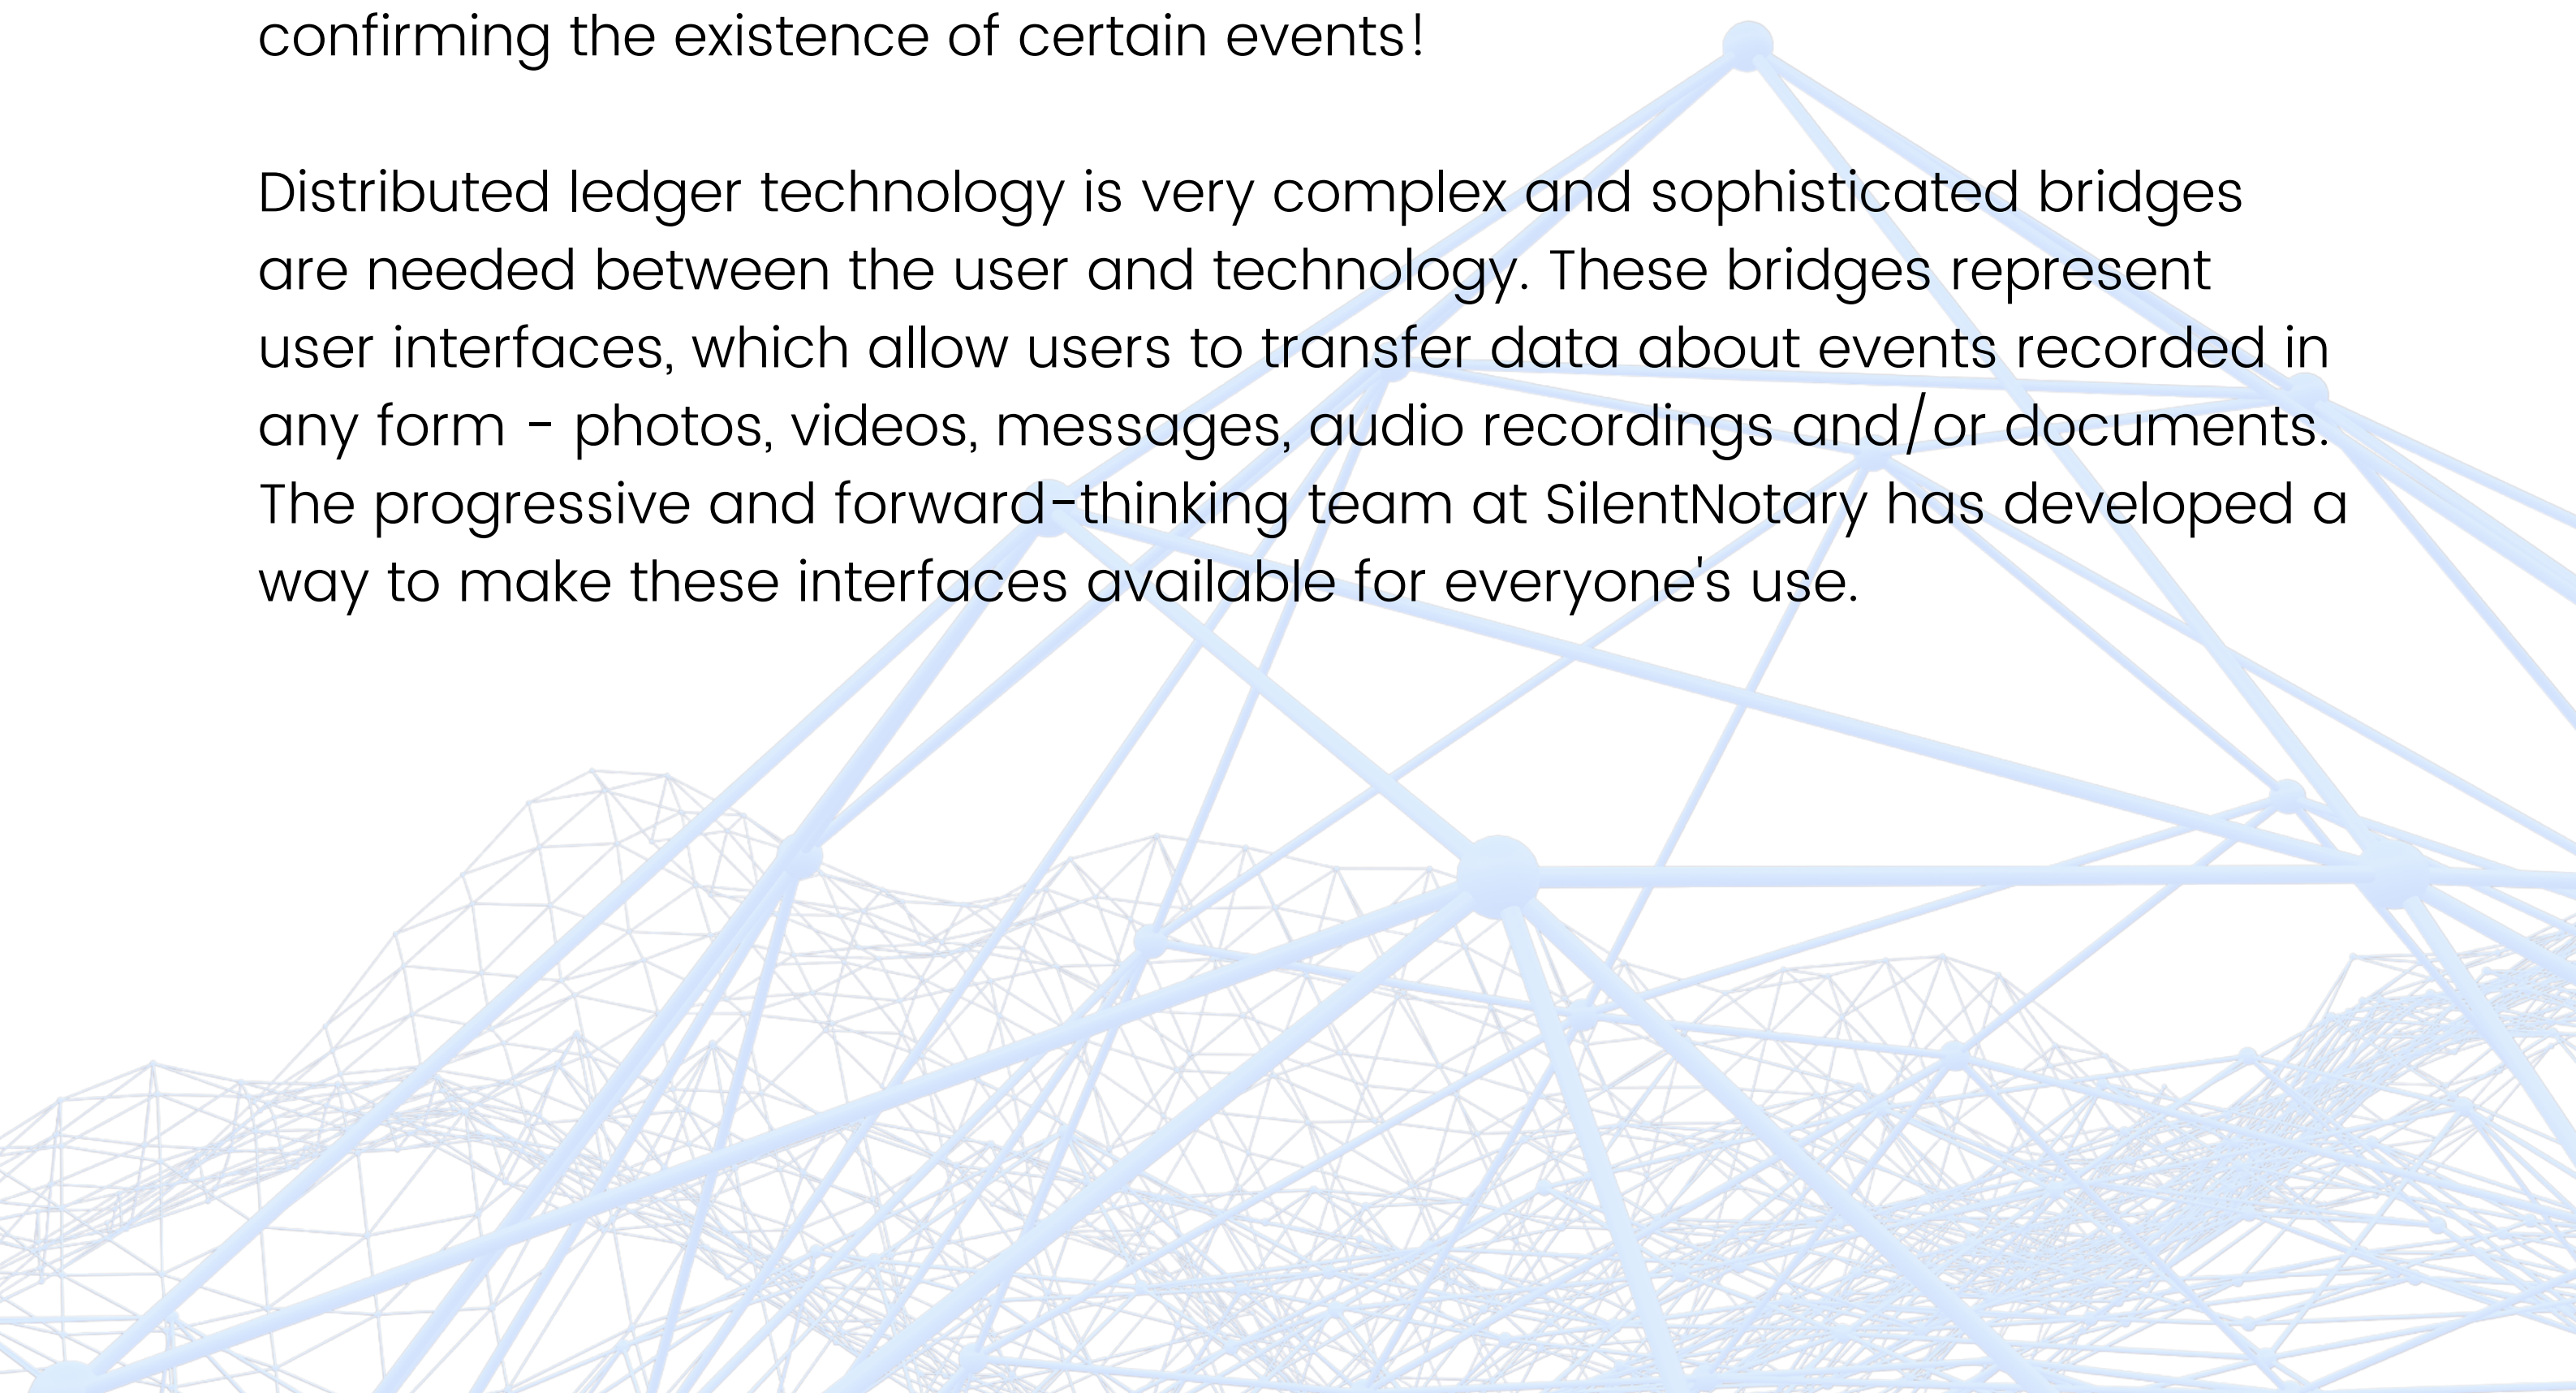 confirming the existence of certain events!
Distributed ledger technology is very complex and sophisticated bridges
are needed between the user and technology. These bridges represent
user interfaces, which allow users to transfer data about events recorded in
any form - photos, videos, messages, audio recordings and/or documents.
The progressive and forward-thinking team at SilentNotary has developed a
way to make these interfaces available for everyone's use.